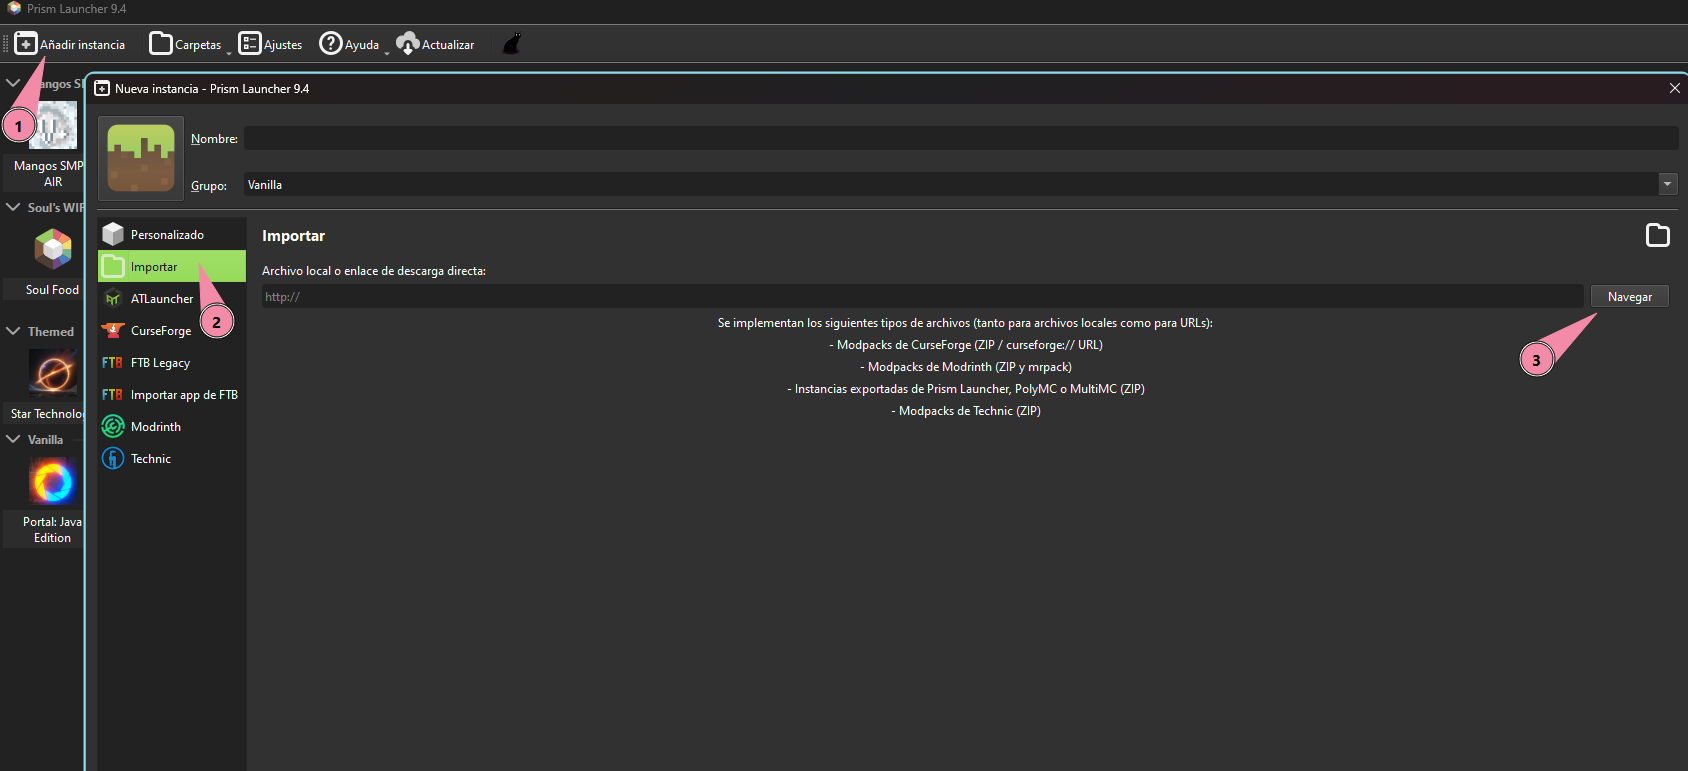 Prism Launcher 9.4
Añadir instancia
Carpetas
Ajustes
Ayuda
Actualizar
1
Mangos SMP
AIR
Soul's
Soul Food
Themed
Vanilla
Portal: Java
Edition
Nueva instancia - Prism Launcher 9.4
Nombre:
Grupo:
Vanilla
Personalizado
Importar
ATLauncher
2
CurseForge
FTB
FTB Legacy
FTB
Importar app de FTB
Modrinth
Technic
Importar
Archivo local o enlace de descarga directa:
http://
Navegar
3
Se implementan los siguientes tipos de archivos (tanto para archivos locales como para URLs):
- Modpacks de CurseForge (ZIP / curseforge:// URL)
- Modpacks de Modrinth (ZIP y mrpack)
- Instancias exportadas de Prism Launcher, PolyMC o MultiMC (ZIP)
- Modpacks de Technic (ZIP)